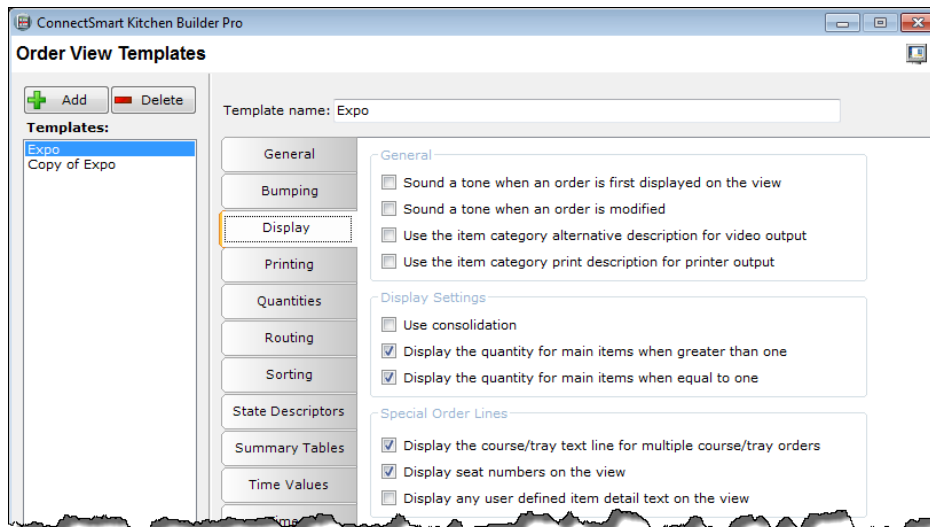 ConnectSmart Kitchen Builder Pro
Order View Templates
Add
Delete
Templates:
Expo
Copy of Expo
Template name: Expo
General
Bumping
Display
Printing
Quantities
Routing
Sorting
State Descriptors
Summary Tables
Time Values
General
Sound a tone when an order is first displayed on the view
Sound a tone when an order is modified
Use the item category alternative description for video output
Use the item category print description for printer output
Display Settings
Use consolidation
Display the quantity for main items when greater than one
Display the quantity for main items when equal to one
Special Order Lines
Display the course/tray text line for multiple course/tray orders
Display seat numbers on the view
Display any user defined item detail text on the view